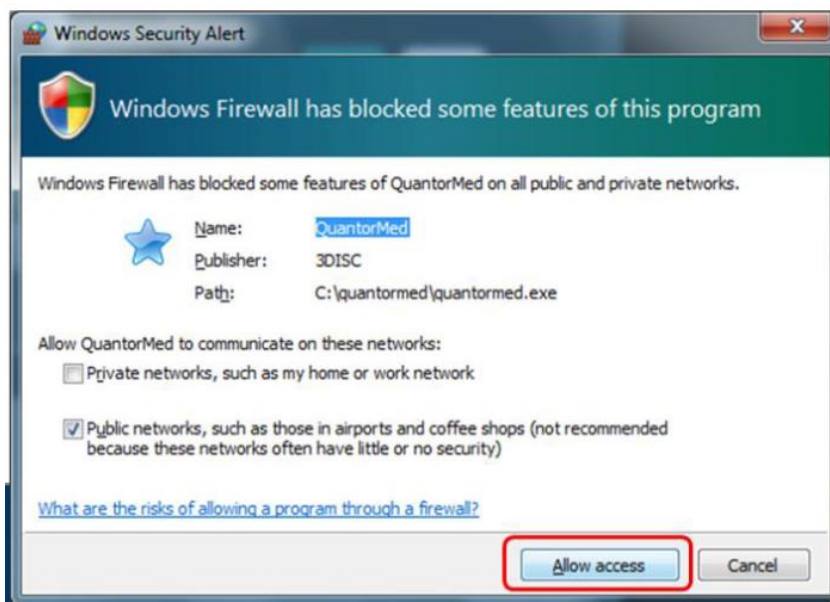 Windows Security Alert
Windows Firewall has blocked some features of this program
Windows Firewall has blocked some features of QuantorMed on all public and private networks.
Name: QuantorMed
Publisher: 3DISC
Path: C:\quantormed\quantormed.exe
Allow QuantorMed to communicate on these networks:
Private networks, such as my home or work network
Public networks, such as those in airports and coffee shops (not recommended
because these networks often have little or no security)
What are the risks of allowing a program through a firewall?
Allow access Cancel